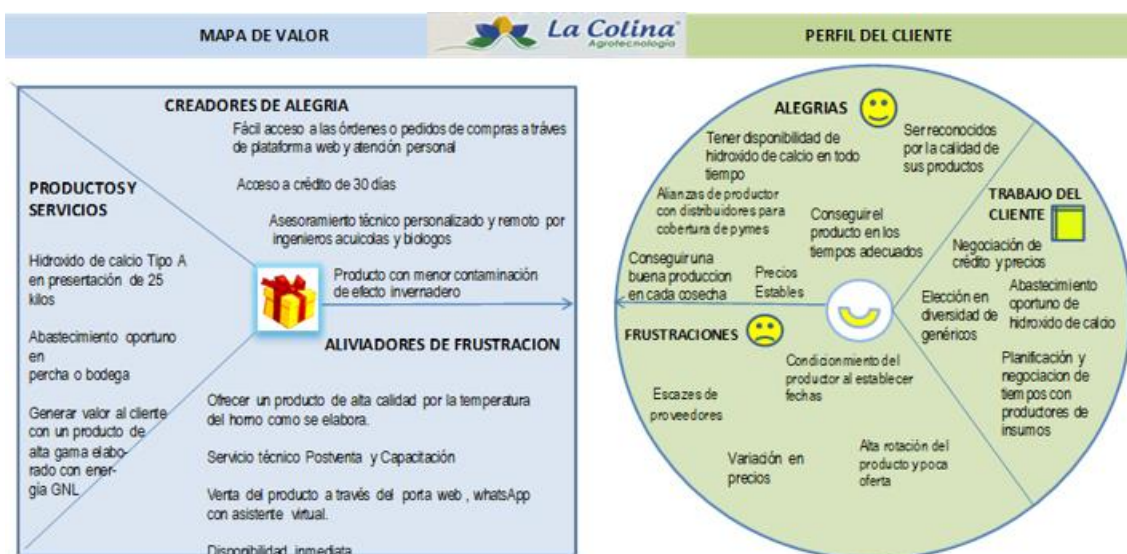 MAPA DE VALOR
La Colina
Agrotecnología
PERFIL DEL CLIENTE
CREADORES DE ALEGRIA
Fácil acceso a las órdenes o pedidos de compras a tráves
de plataforma web y atención personal
Acceso a crédito de 30 días
Asesoramiento técnico personalizado y remoto por
ingenieros acuicolas y biologos
Producto con menor contaminación
de efecto invernadero
PRODUCTOS Y
SERVICIOS
Hidroxido de calcio Tipo A
en presentación de 25
kilos
Abastecimiento oportuno
en
percha o bodega
Generar valor al cliente
con un producto de
alta gama elabo-
rado con ener-
gía GNL
ALIVIADORES DE FRUSTRACION
Ofrecer un producto de alta calidad por la temperatura
del horno como se elabora.
Servicio técnico Postventa y Capacitación
Venta del producto a través del porta web , whatsApp
con asistente virtual.
Disponibilidad inmediata
ALEGRIAS
Tener disponibilidad de
hidroxido de calcio en todo
tiempo
Ser reconocidos
por la calidad de
sus productos
Alianzas de productor
con distribuidores para
cobertura de pymes
Conseguir el
producto en los
tiempos adecuados
Conseguir una
buena produccion
en cada cosecha
Precios
Estables
TRABAJO DEL
CLIENTE
Negociación de
crédito y precios
Abastecimiento
oportuno de
hidroxido de calcio
Elección en
diversidad de
genéricos
Planificación y
negociacion de
tiempos con
productores de
insumos
FRUSTRACIONES
Condicionmiento del
productor al establecer
fechas
Escazes de
proveedores
Variación en
precios
Alta rotación del
producto y poca
oferta